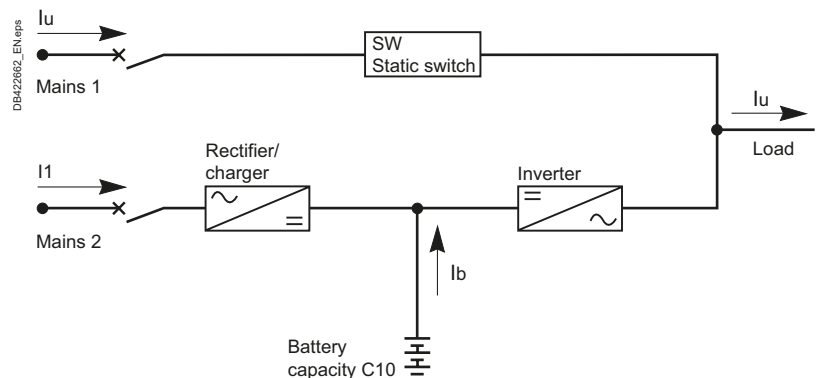 DB422662_EN.eps
Iu
Mains 1
SW
Static switch
Iu
Load
I1
Mains 2
Rectifier/
charger
Inverter
Ib
Battery
capacity C10